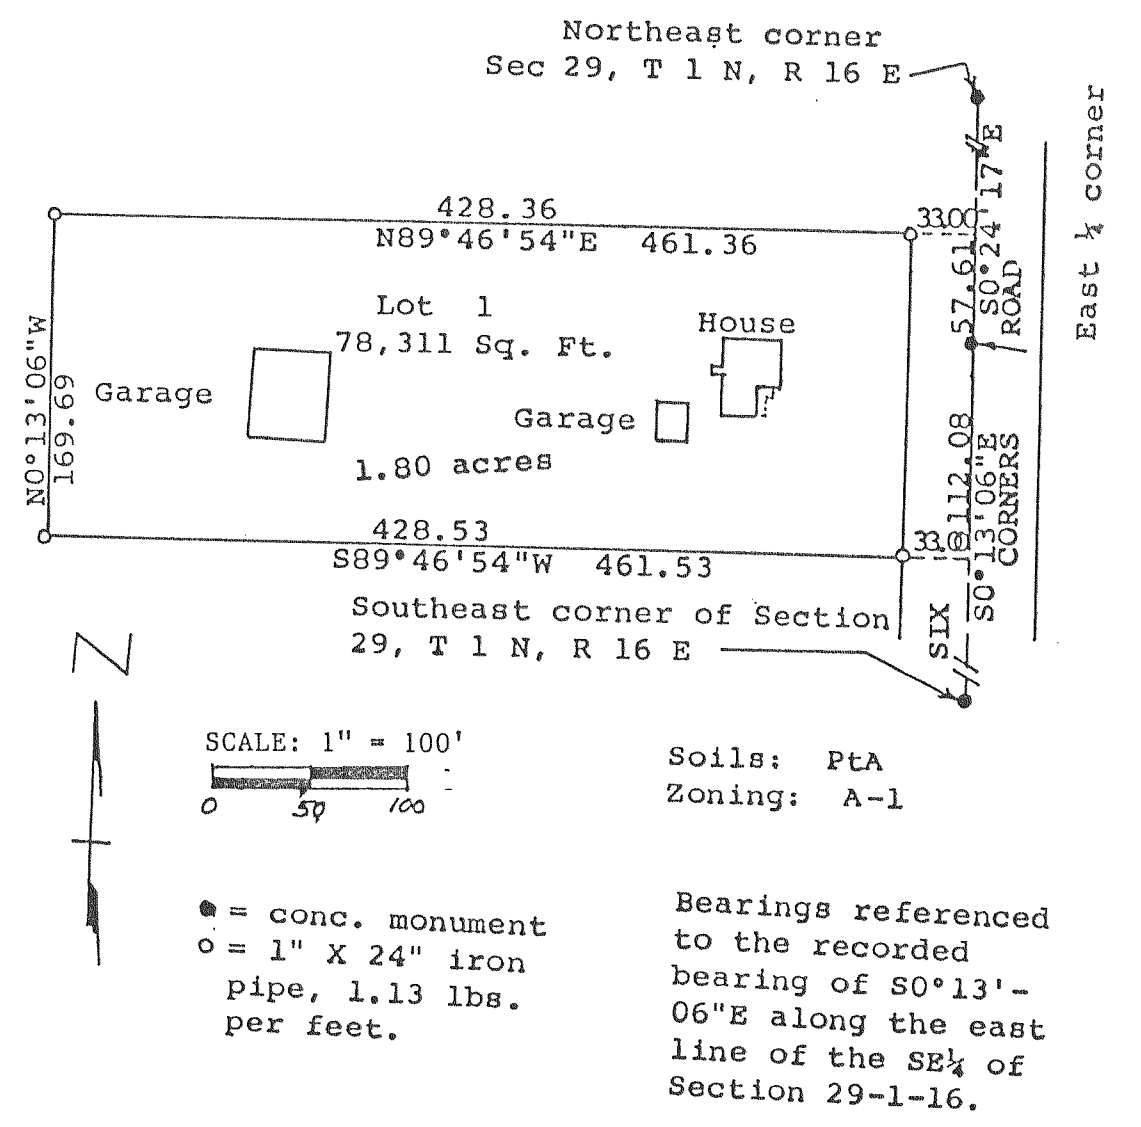 Northeast corner
Sec 29, T 1 N, R 16 E
East ¼ corner
428.36
N89°46'54"E 461.36
33.00
57.61
S0°24'17"E
ROAD
Lot 1
78,311 Sq. Ft.
House
Garage
Garage
1.80 acres
N0°13'06"W
169.69
428.53
S89°46'54"W 461.53
112.08
S0°13'06"E
CORNERS
SIX
Southeast corner of Section
29, T 1 N, R 16 E
N
SCALE: 1" = 100'
0 50 100
Soils: PtA
Zoning: A-1
● = conc. monument
o = 1" X 24" iron
pipe, 1.13 lbs.
per feet.
Bearings referenced
to the recorded
bearing of S0°13'-
06"E along the east
line of the SE¼ of
Section 29-1-16.